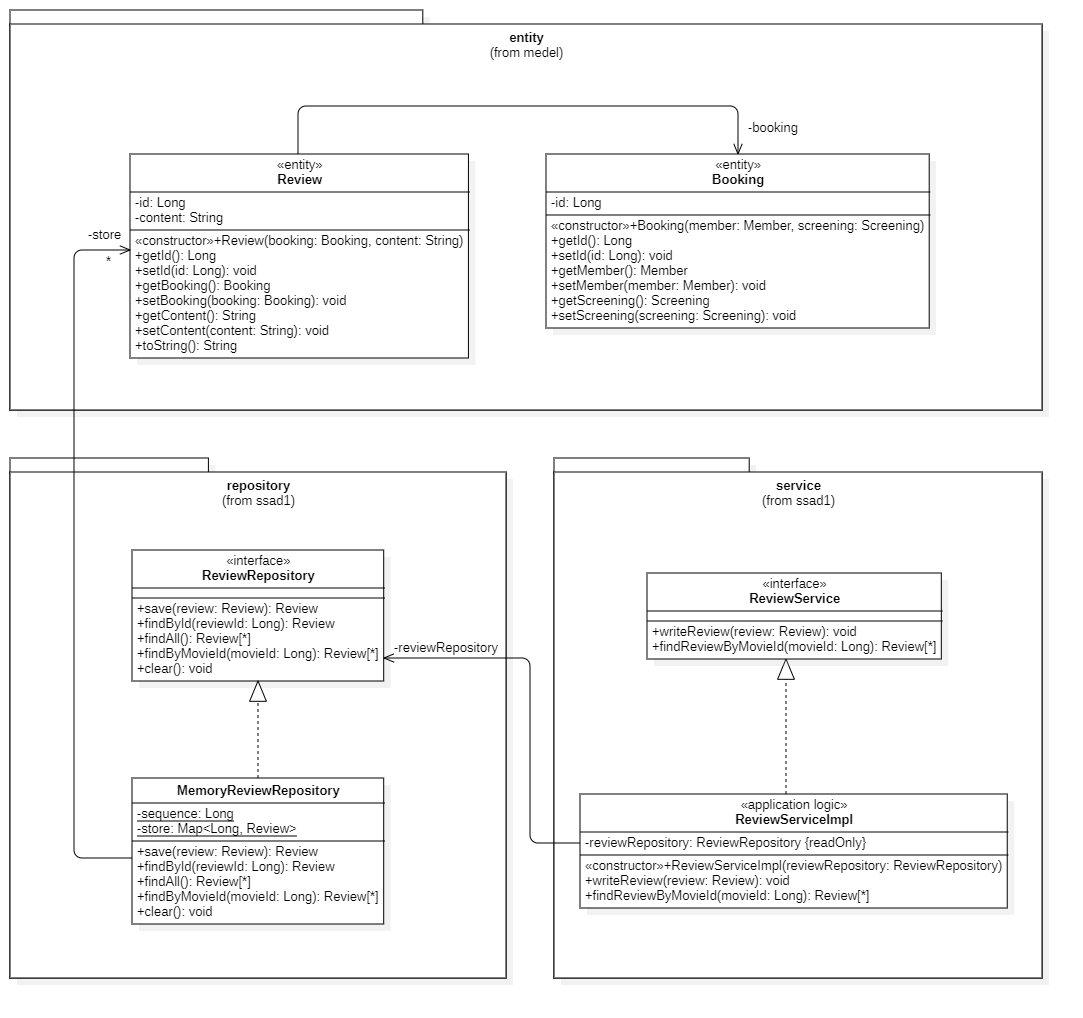 entity
(from medel)
-booking
«entity»
Review
-id: Long
-content: String
«constructor»+Review(booking: Booking, content: String)
+getId(): Long
+setId(id: Long): void
+getBooking(): Booking
+setBooking(booking: Booking): void
+getContent(): String
+setContent(content: String): void
+toString(): String
«entity»
Booking
-id: Long
«constructor»+Booking(member: Member, screening: Screening)
+getId(): Long
+setId(id: Long): void
+getMember(): Member
+setMember(member: Member): void
+getScreening(): Screening
+setScreening(screening: Screening): void
-store
*
repository
(from ssad1)
«interface»
ReviewRepository
+save(review: Review): Review
+findById(reviewId: Long): Review
+findAll(): Review[*]
+findByMovieId(movieId: Long): Review[*]
+clear(): void
-reviewRepository
MemoryReviewRepository
-sequence: Long
-store: Map<Long, Review>
+save(review: Review): Review
+findById(reviewId: Long): Review
+findAll(): Review[*]
+findByMovieId(movieId: Long): Review[*]
+clear(): void
service
(from ssad1)
«interface»
ReviewService
+writeReview(review: Review): void
+findReviewByMovieId(movieId: Long): Review[*]
«application logic»
ReviewServiceImpl
-reviewRepository: ReviewRepository {readOnly}
«constructor»+ReviewServiceImpl(reviewRepository: ReviewRepository)
+writeReview(review: Review): void
+findReviewByMovieId(movieId: Long): Review[*]